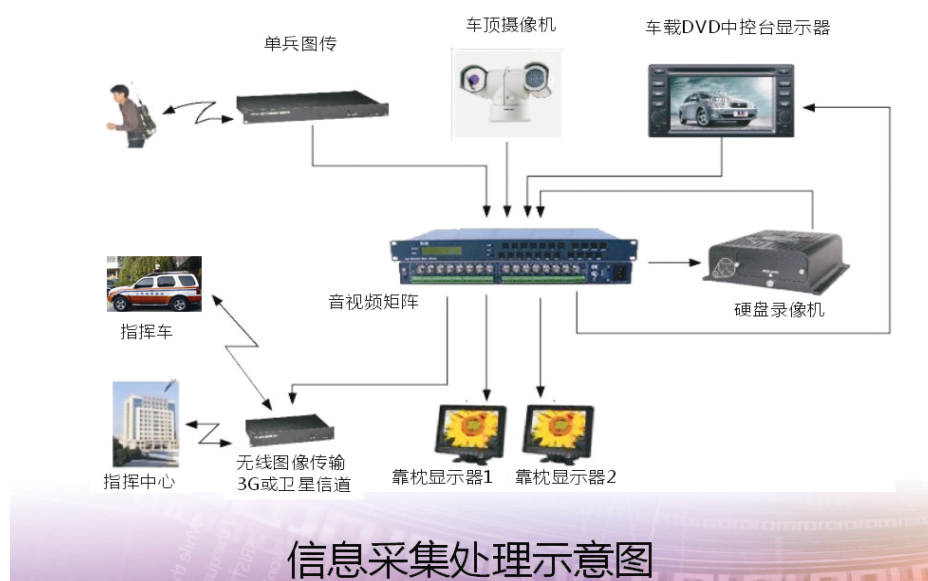 单兵图传
车顶摄像机
车载DVD中控台显示器
音视频矩阵
硬盘录像机
指挥车
指挥中心
无线图像传输
3G或卫星信道
靠枕显示器1
靠枕显示器2
信息采集处理示意图